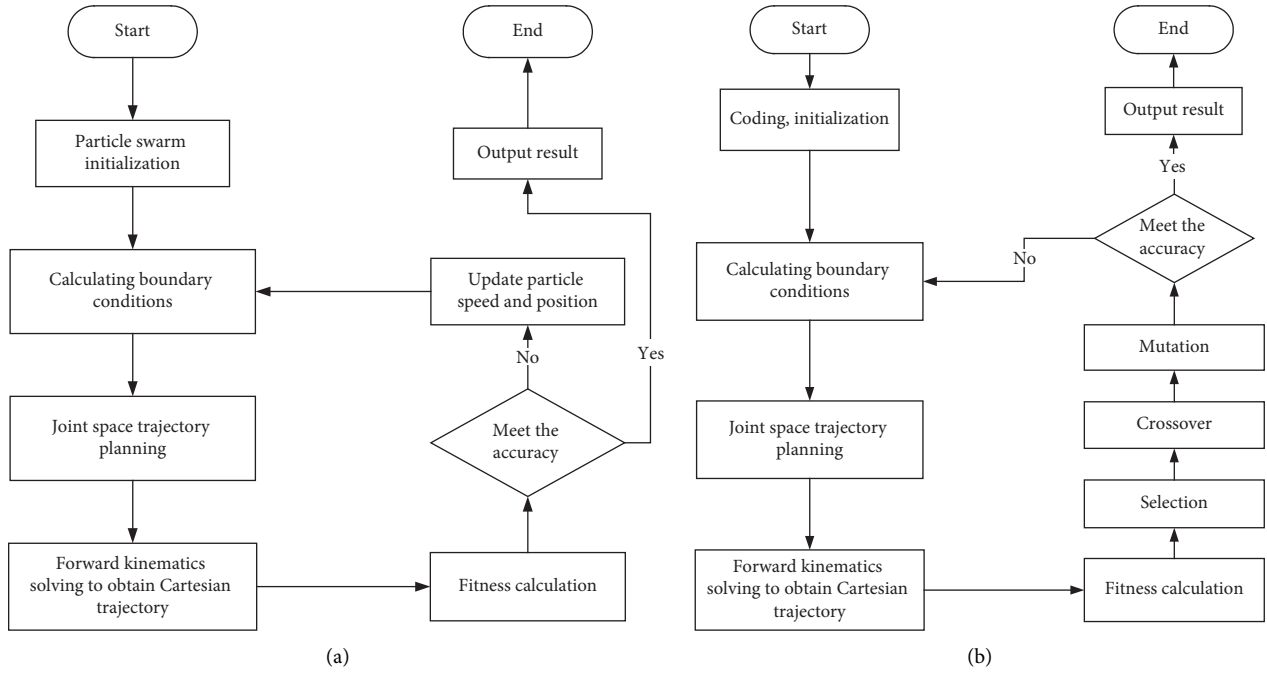 Start
Particle swarm
initialization
Calculating boundary
conditions
Joint space trajectory
planning
Forward kinematics
solving to obtain Cartesian
trajectory
End
Output result
Update particle
speed and position
No
Yes
Meet the
accuracy
Fitness calculation
(a)
Start
Coding, initialization
Calculating boundary
conditions
Joint space trajectory
planning
Forward kinematics
solving to obtain Cartesian
trajectory
End
Output result
Yes
Meet the
accuracy
No
Mutation
Crossover
Selection
Fitness calculation
(b)